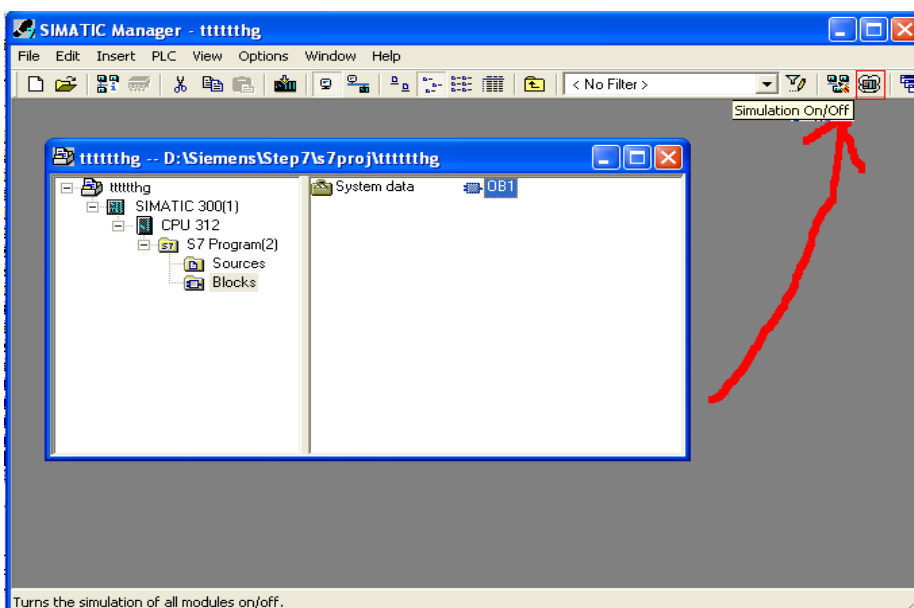 SIMATIC Manager - tttttthg
File Edit Insert PLC View Options Window Help
< No Filter >
Simulation On/Off
tttttthg -- D:\Siemens\Step7\s7proj\tttttthg
tttttthg
System data
OB1
SIMATIC 300(1)
CPU 312
S7 Program(2)
Sources
Blocks
Turns the simulation of all modules on/off.